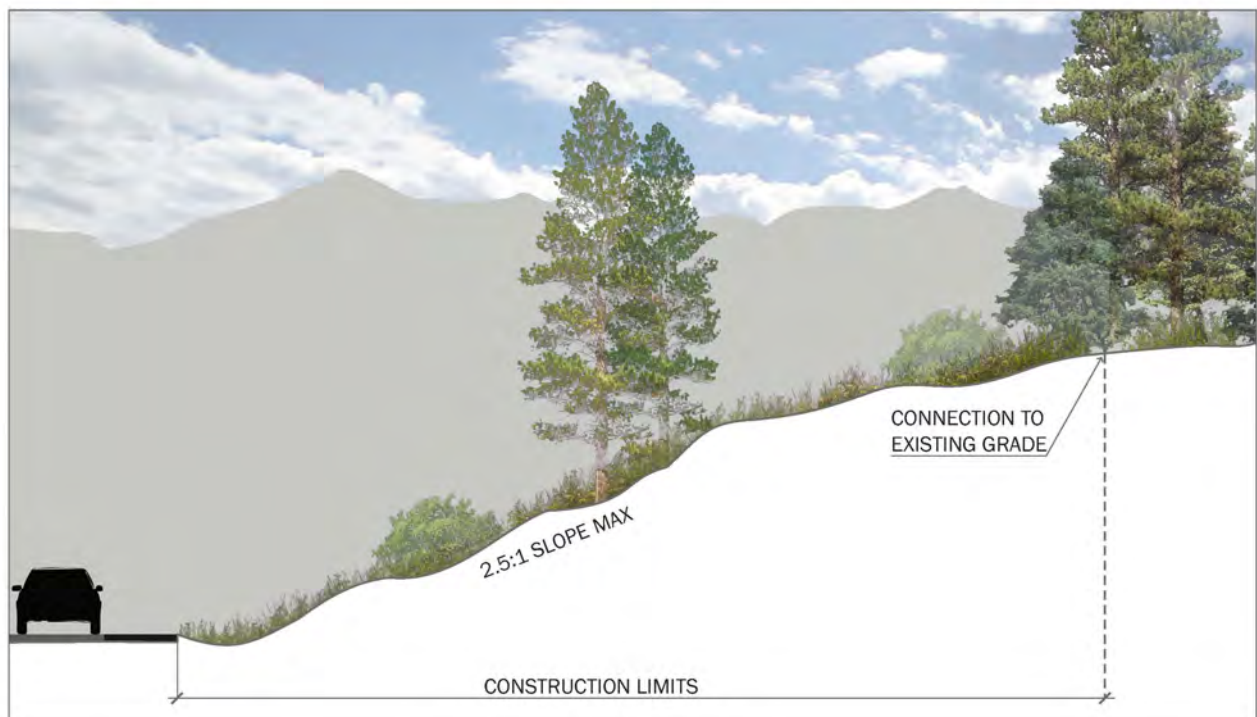 CONNECTION TO
EXISTING GRADE
2.5:1 SLOPE MAX
CONSTRUCTION LIMITS